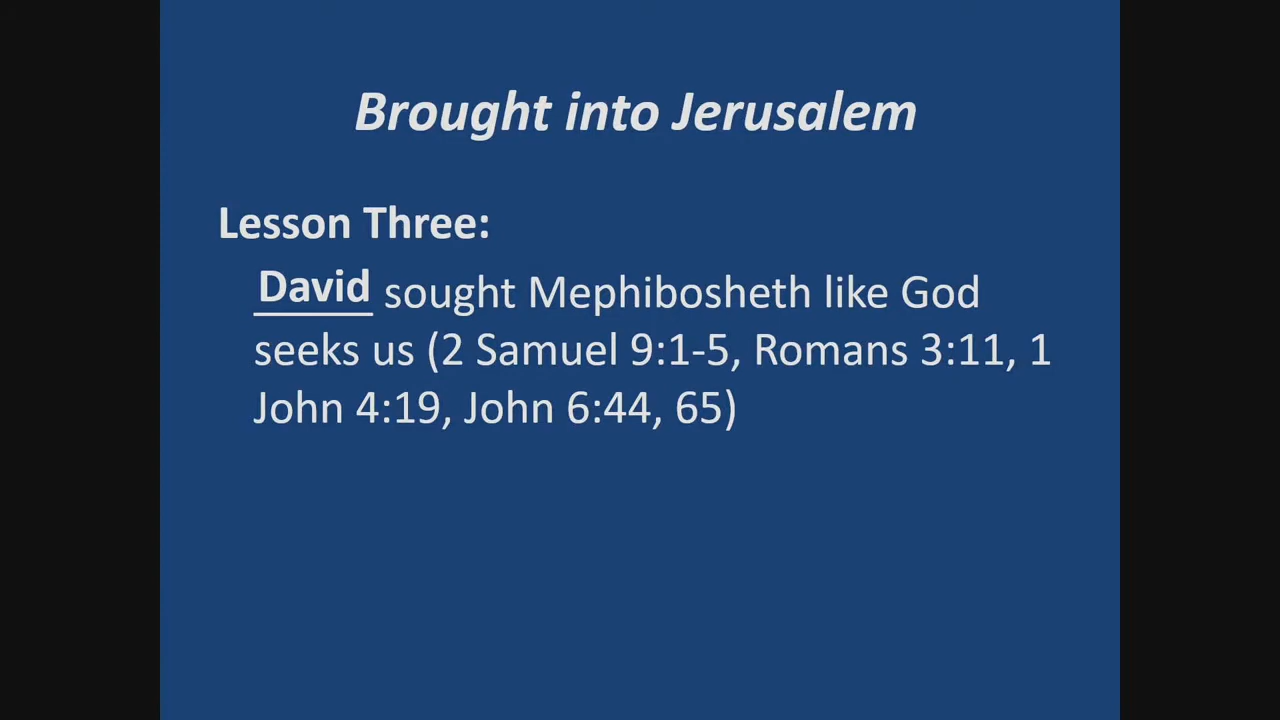 Brought into Jerusalem
Lesson Three:
David sought Mephibosheth like God
seeks us (2 Samuel 9:1-5, Romans 3:11, 1
John 4:19, John 6:44, 65)